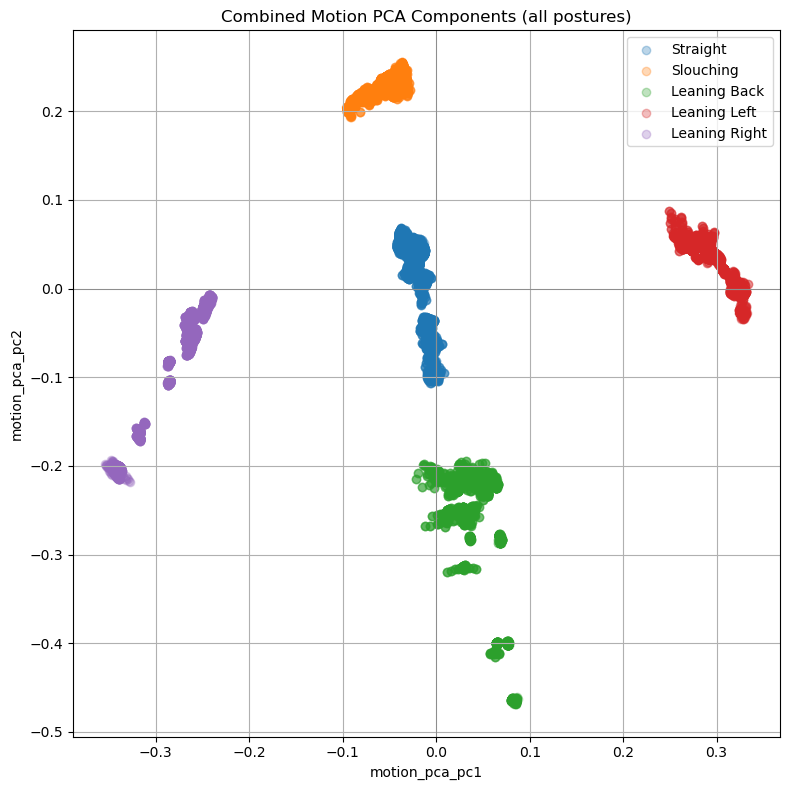 Combined Motion PCA Components (all postures)
Straight
Slouching
Leaning Back
Leaning Left
Leaning Right
0.2
0.1
0.0
−0.1
−0.2
−0.3
−0.4
−0.5
motion_pca_pc2
−0.3
−0.2
−0.1
0.0
0.1
0.2
0.3
motion_pca_pc1